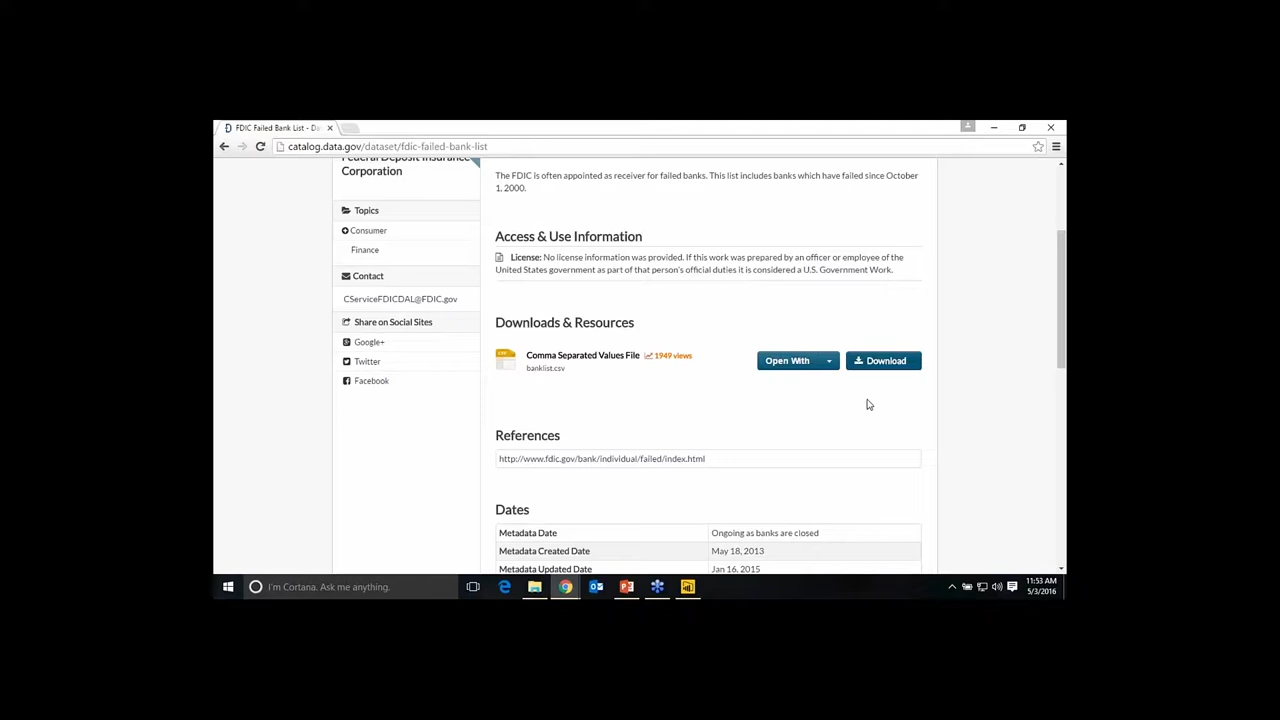 FDIC Failed Bank List - Da
catalog.data.gov/dataset/fdic-failed-bank-list
Federal Deposit Insurance
Corporation
Topics
Consumer
Finance
Contact
CServiceFDICDAL@FDIC.gov
Share on Social Sites
Google+
Twitter
Facebook
The FDIC is often appointed as receiver for failed banks. This list includes banks which have failed since October
1, 2000.
Access & Use Information
License: No license information was provided. If this work was prepared by an officer or employee of the
United States government as part of that person's official duties it is considered a U.S. Government Work.
Downloads & Resources
Comma Separated Values File 1949 views
banklist.csv
Open With
Download
References
http://www.fdic.gov/bank/individual/failed/index.html
Dates
Metadata Date Ongoing as banks are closed
Metadata Created Date May 18, 2013
Metadata Updated Date Jan 16, 2015
I'm Cortana. Ask me anything.
11:53 AM
5/3/2016